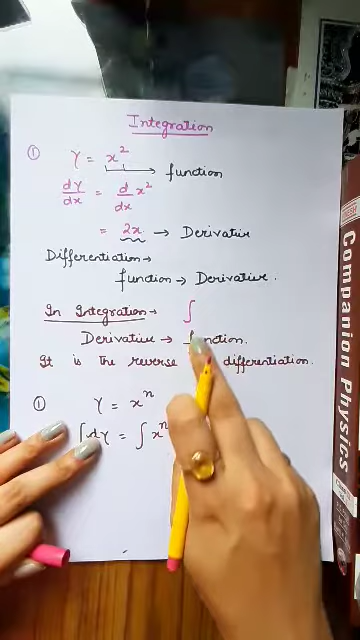 Integration
① Y = x² → function
dy/dx = d/dx x²
= 2x → Derivative
Differentiation →
function → Derivative.
In Integration → ∫
Derivative → function.
It is the reverse differentiation.
① Y = xⁿ
∫dy = ∫xⁿ
Companion Physics